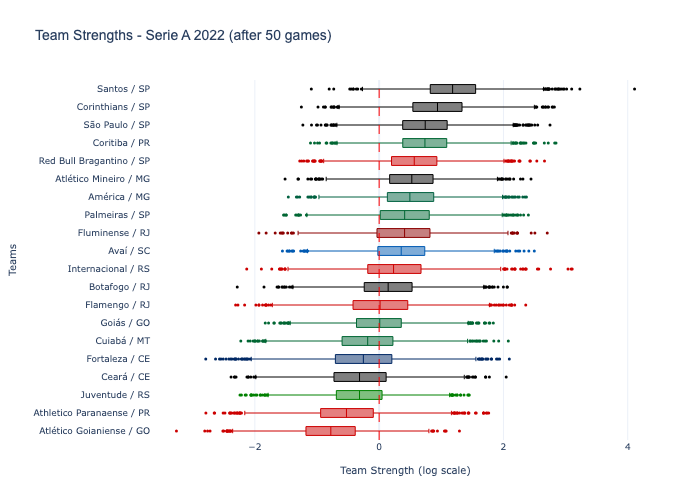 Team Strengths - Serie A 2022 (after 50 games)
Santos / SP
Corinthians / SP
São Paulo / SP
Coritiba / PR
Red Bull Bragantino / SP
Atlético Mineiro / MG
América / MG
Palmeiras / SP
Fluminense / RJ
Avaí / SC
Internacional / RS
Botafogo / RJ
Flamengo / RJ
Goiás / GO
Cuiabá / MT
Fortaleza / CE
Ceará / CE
Juventude / RS
Athletico Paranaense / PR
Atlético Goianiense / GO
Teams
−2 0 2 4
Team Strength (log scale)